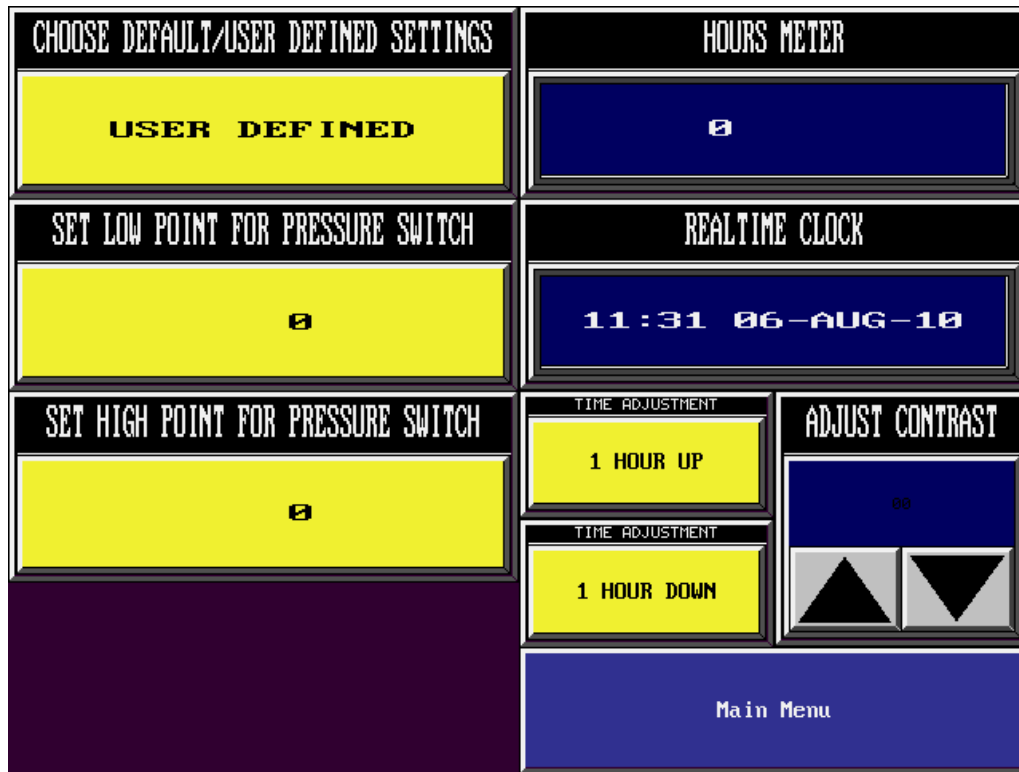 CHOOSE DEFAULT/USER DEFINED SETTINGS
USER DEFINED
SET LOW POINT FOR PRESSURE SWITCH
0
SET HIGH POINT FOR PRESSURE SWITCH
0
HOURS METER
0
REALTIME CLOCK
11:31 06-AUG-10
TIME ADJUSTMENT
1 HOUR UP
TIME ADJUSTMENT
1 HOUR DOWN
ADJUST CONTRAST
Main Menu